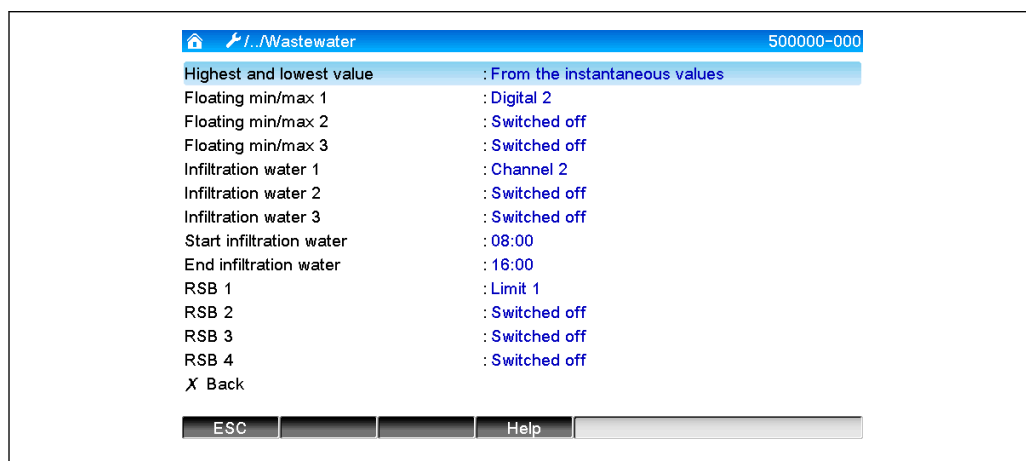 /../Wastewater 500000-000
Highest and lowest value : From the instantaneous values
Floating min/max 1 : Digital 2
Floating min/max 2 : Switched off
Floating min/max 3 : Switched off
Infiltration water 1 : Channel 2
Infiltration water 2 : Switched off
Infiltration water 3 : Switched off
Start infiltration water : 08:00
End infiltration water : 16:00
RSB 1 : Limit 1
RSB 2 : Switched off
RSB 3 : Switched off
RSB 4 : Switched off
X Back
ESC Help